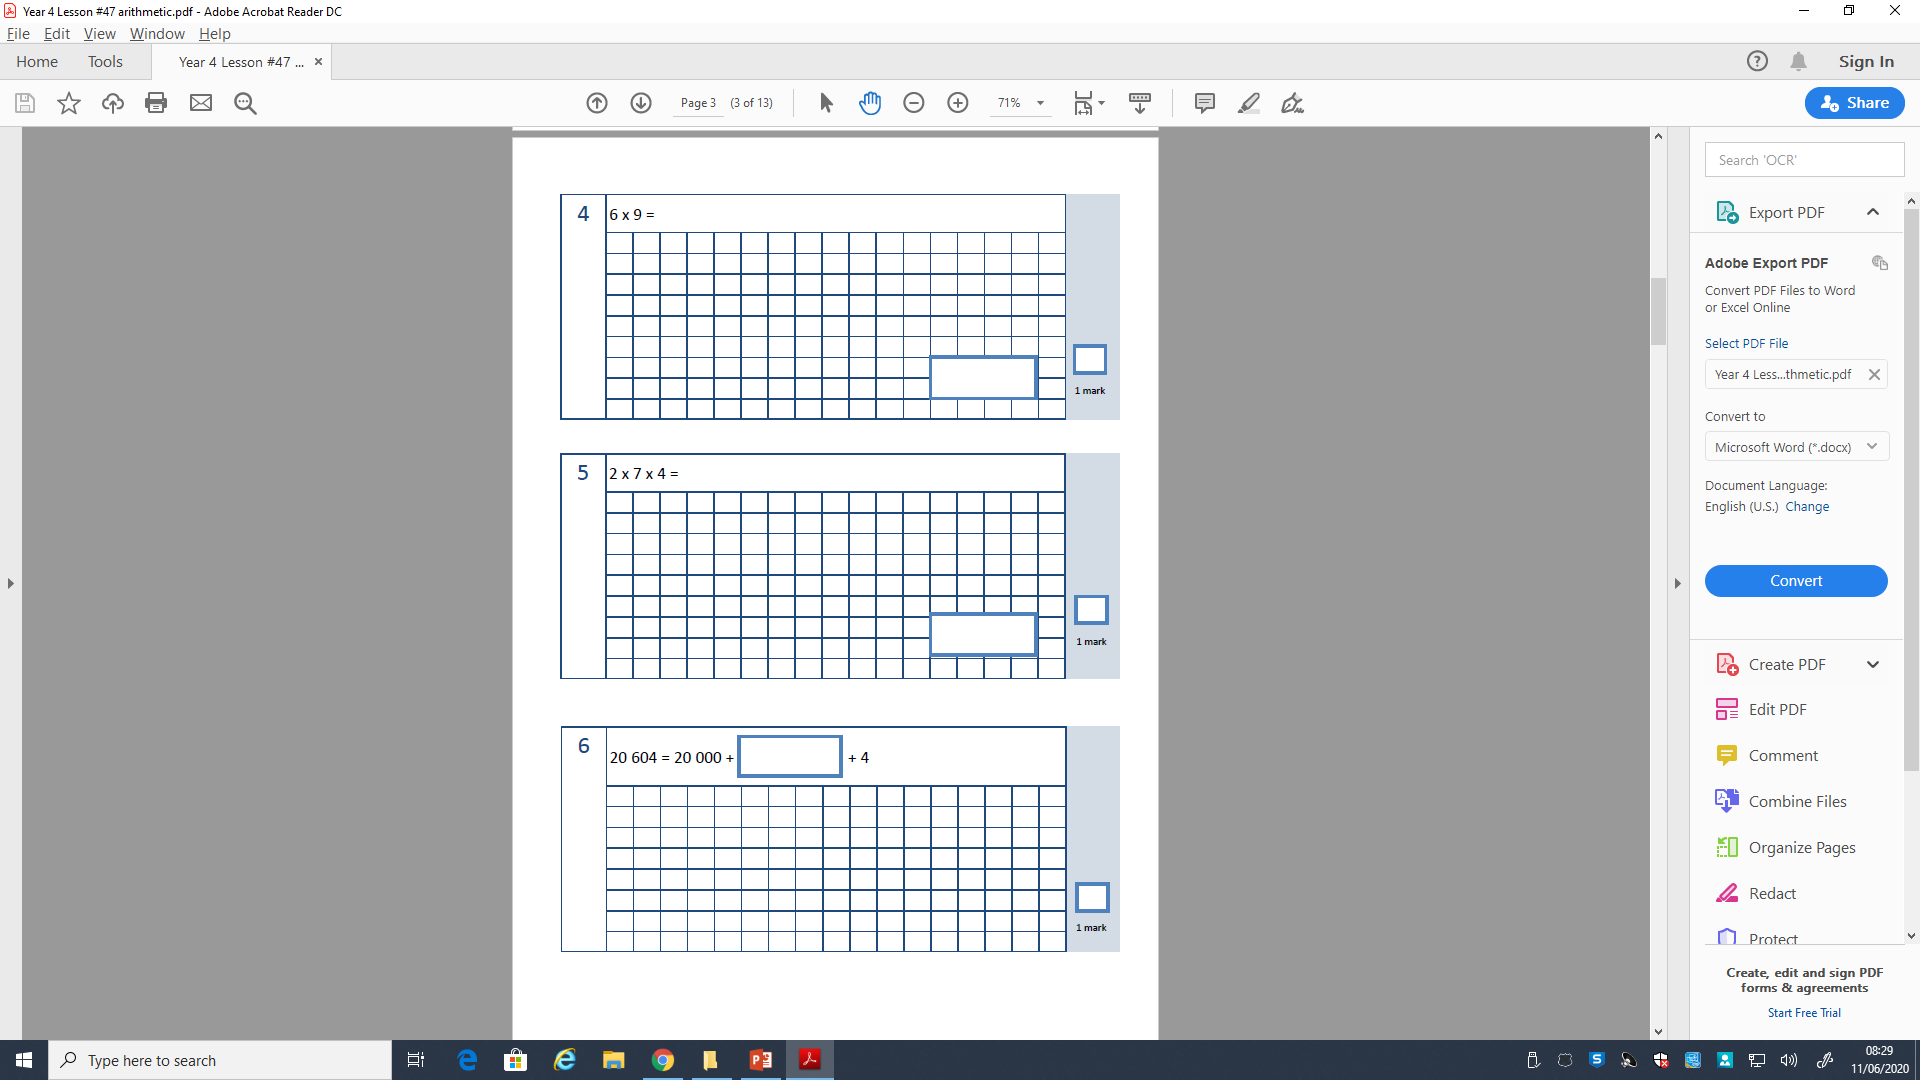 Year 4 Lesson #47 arithmetic.pdf - Adobe Acrobat Reader DC
File Edit View Window Help
Home Tools Year 4 Lesson #47 ... Sign In
Page 3 (3 of 13) 71% Share
4 6 x 9 =
1 mark
5 2 x 7 x 4 =
1 mark
6 20 604 = 20 000 + + 4
1 mark
Search 'OCR'
Export PDF
Adobe Export PDF
Convert PDF Files to Word
or Excel Online
Select PDF File
Year 4 Less...thmetic.pdf
Convert to
Microsoft Word (*.docx)
Document Language:
English (U.S.) Change
Convert
Create PDF
Edit PDF
Comment
Combine Files
Organize Pages
Redact
Protect
Create, edit and sign PDF
forms & agreements
Start Free Trial
Type here to search
08:29
11/06/2020